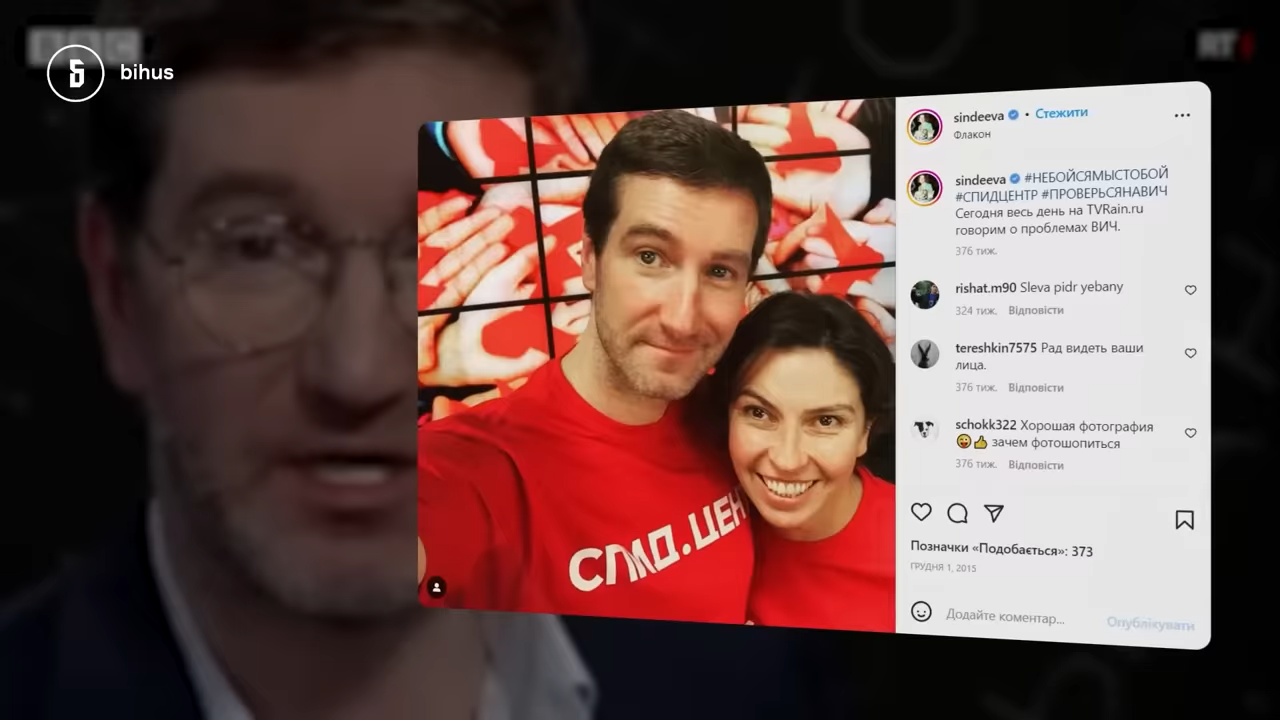 bihus
RT
sindeeva • Стежити
Флакон
sindeeva #НЕБОЙСЯМЫСТОБОЙ
#СПИДЦЕНТР #ПРОВЕРЬСЯНАВИЧ
Сегодня весь день на TVRain.ru
говорим о проблемах ВИЧ.
376 тиж.
rishat.m90 Sleva pidr yebany
324 тиж. Відповісти
tereshkin7575 Рад видеть ваши
лица.
376 тиж. Відповісти
schokk322 Хорошая фотография
😜👍 зачем фотошопиться
376 тиж. Відповісти
СПИД.ЦЕН
Позначки «Подобається»: 373
ГРУДНЯ 1, 2015
Додайте коментар...
Опублікувати